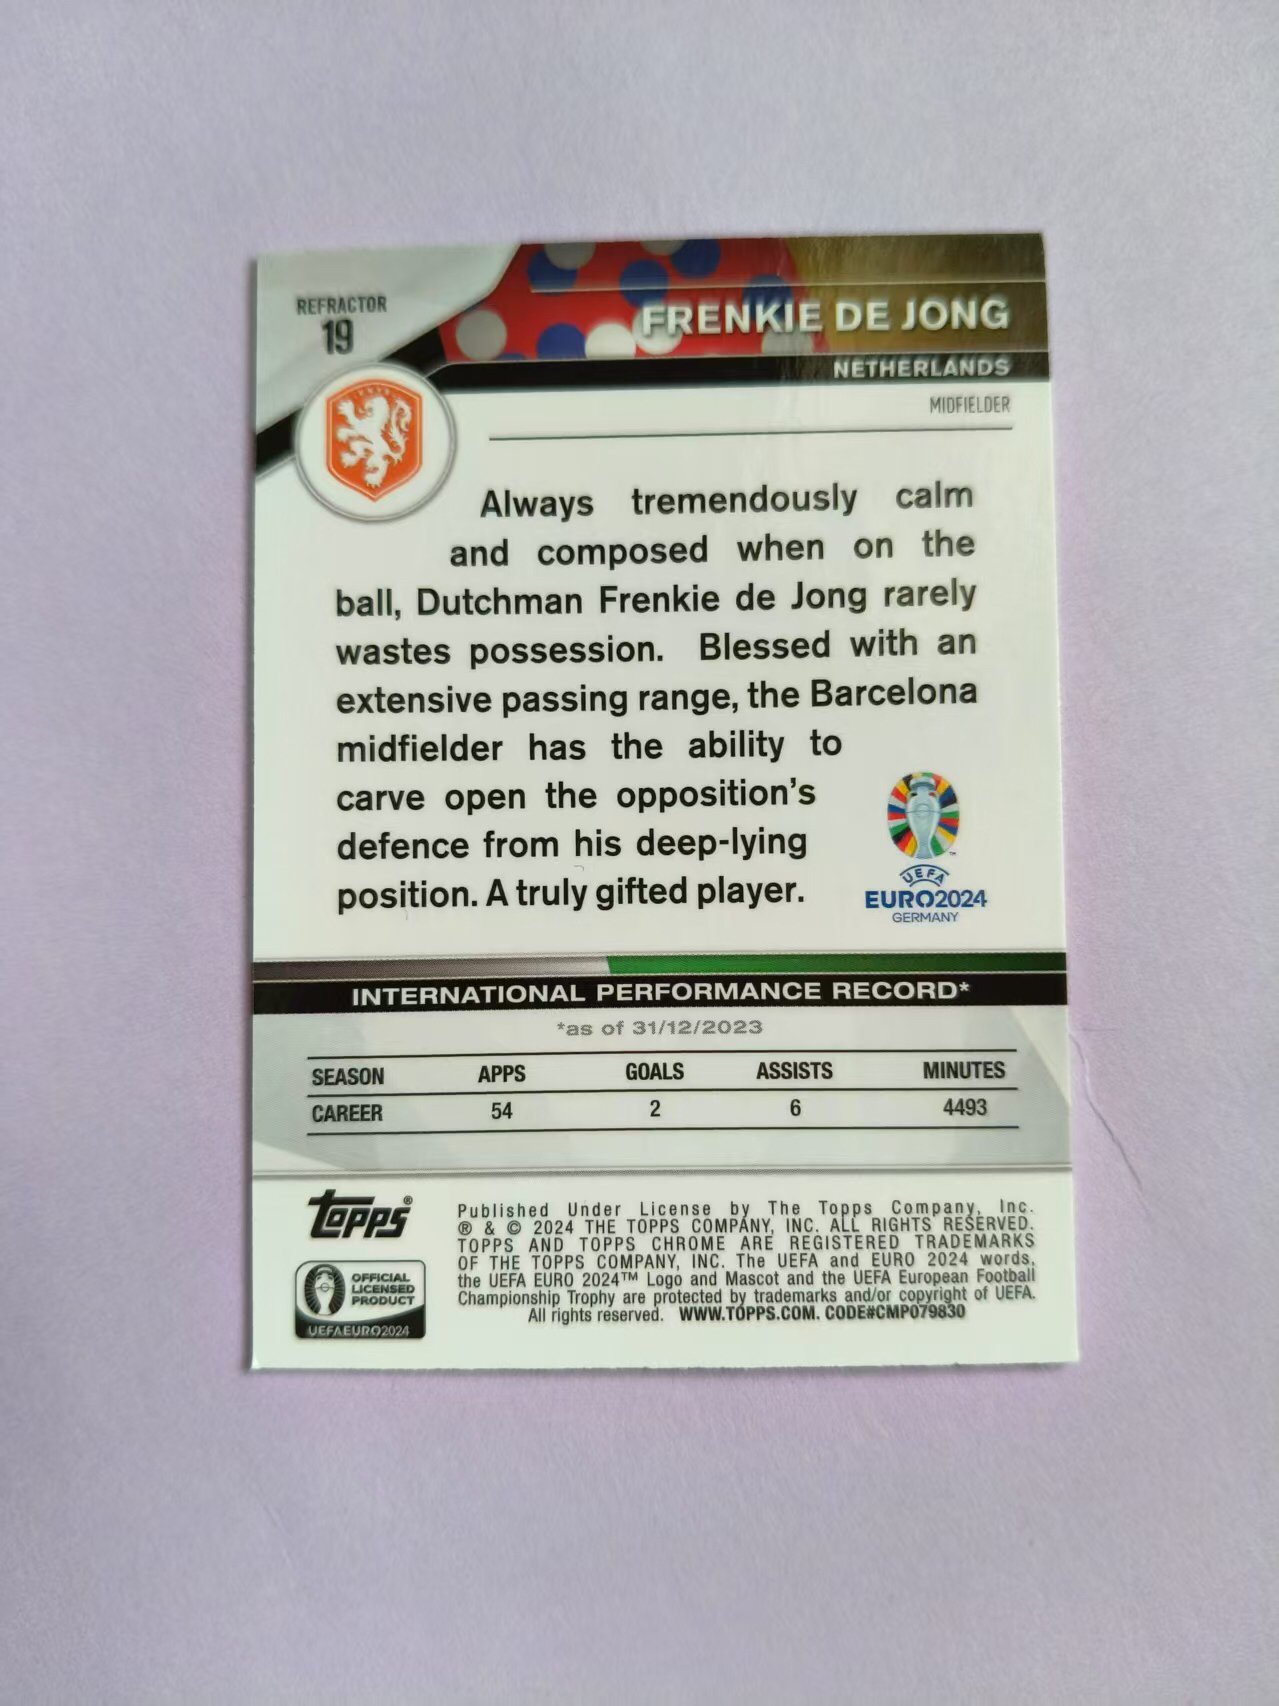 REFRACTOR
19
FRENKIE DE JONG
NETHERLANDS
MIDFIELDER
Always tremendously calm
and composed when on the
ball, Dutchman Frenkie de Jong rarely
wastes possession. Blessed with an
extensive passing range, the Barcelona
midfielder has the ability to
carve open the opposition's
defence from his deep-lying
position. A truly gifted player.
UEFA
EURO2024
GERMANY
INTERNATIONAL PERFORMANCE RECORD*
*as of 31/12/2023
SEASON APPS GOALS ASSISTS MINUTES
CAREER 54 2 6 4493
Topps®
OFFICIAL
LICENSED
PRODUCT
UEFA EURO2024
Published Under License by The Topps Company, Inc.
® & © 2024 THE TOPPS COMPANY, INC. ALL RIGHTS RESERVED.
TOPPS AND TOPPS CHROME ARE REGISTERED TRADEMARKS
OF THE TOPPS COMPANY, INC. The UEFA and EURO 2024 words,
the UEFA EURO 2024™ Logo and Mascot and the UEFA European Football
Championship Trophy are protected by trademarks and/or copyright of UEFA.
All rights reserved. WWW.TOPPS.COM. CODE#CMP079830